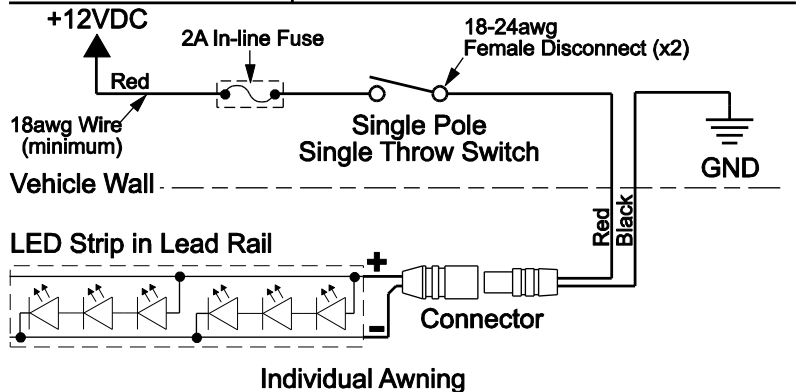 +12VDC
2A In-line Fuse
18-24awg
Female Disconnect (x2)
Red
18awg Wire
(minimum)
Single Pole
Single Throw Switch
GND
Vehicle Wall
Red
Black
LED Strip in Lead Rail
+
-
Connector
Individual Awning